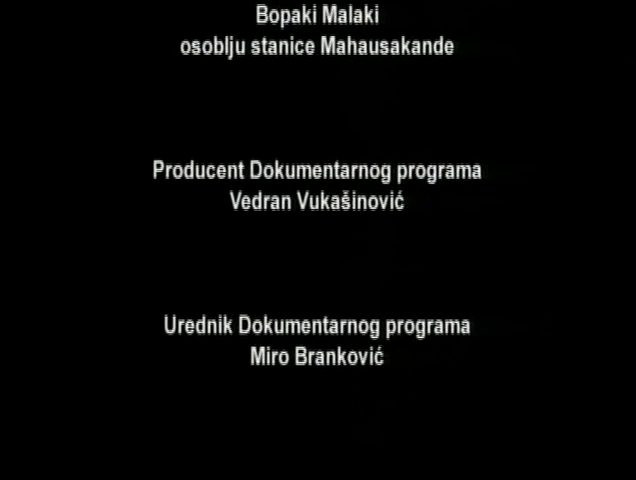 Bopaki Malaki
osoblju stanice Mahausakande
Producent Dokumentarnog programa
Vedran Vukašinović
Urednik Dokumentarnog programa
Miro Branković